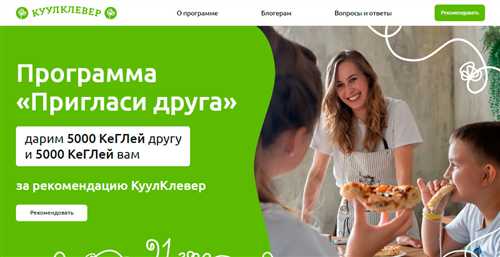 КУУЛКЛЕВЕР
О программе
Блогерам
Вопросы и ответы
Рекомендовать
Программа
«Пригласи друга»
дарим 5000 КеГЛей другу
и 5000 КеГЛей вам
за рекомендацию КуулКлевер
Рекомендовать